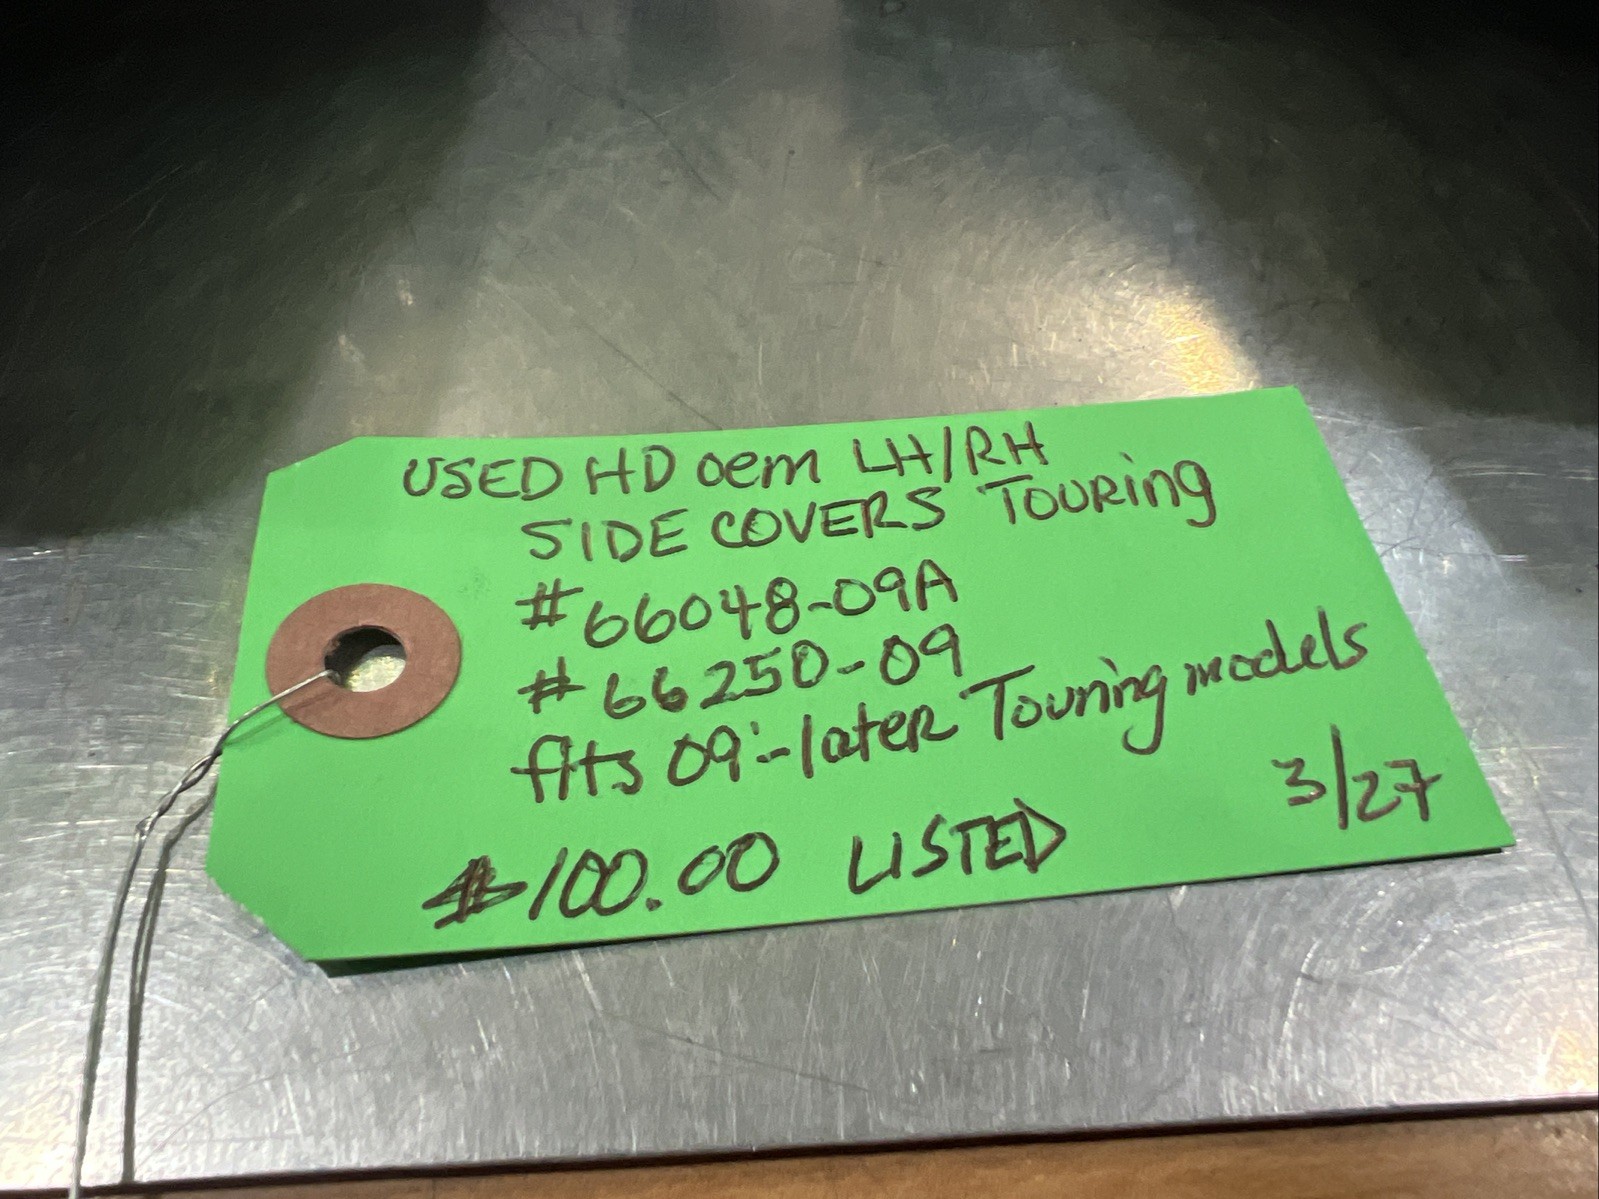 USED HD oem LH/RH
SIDE COVERS TOURing
#66048-09A
#66250-09
fits 09'-later Touring models
3/27
$100.00 LISTED